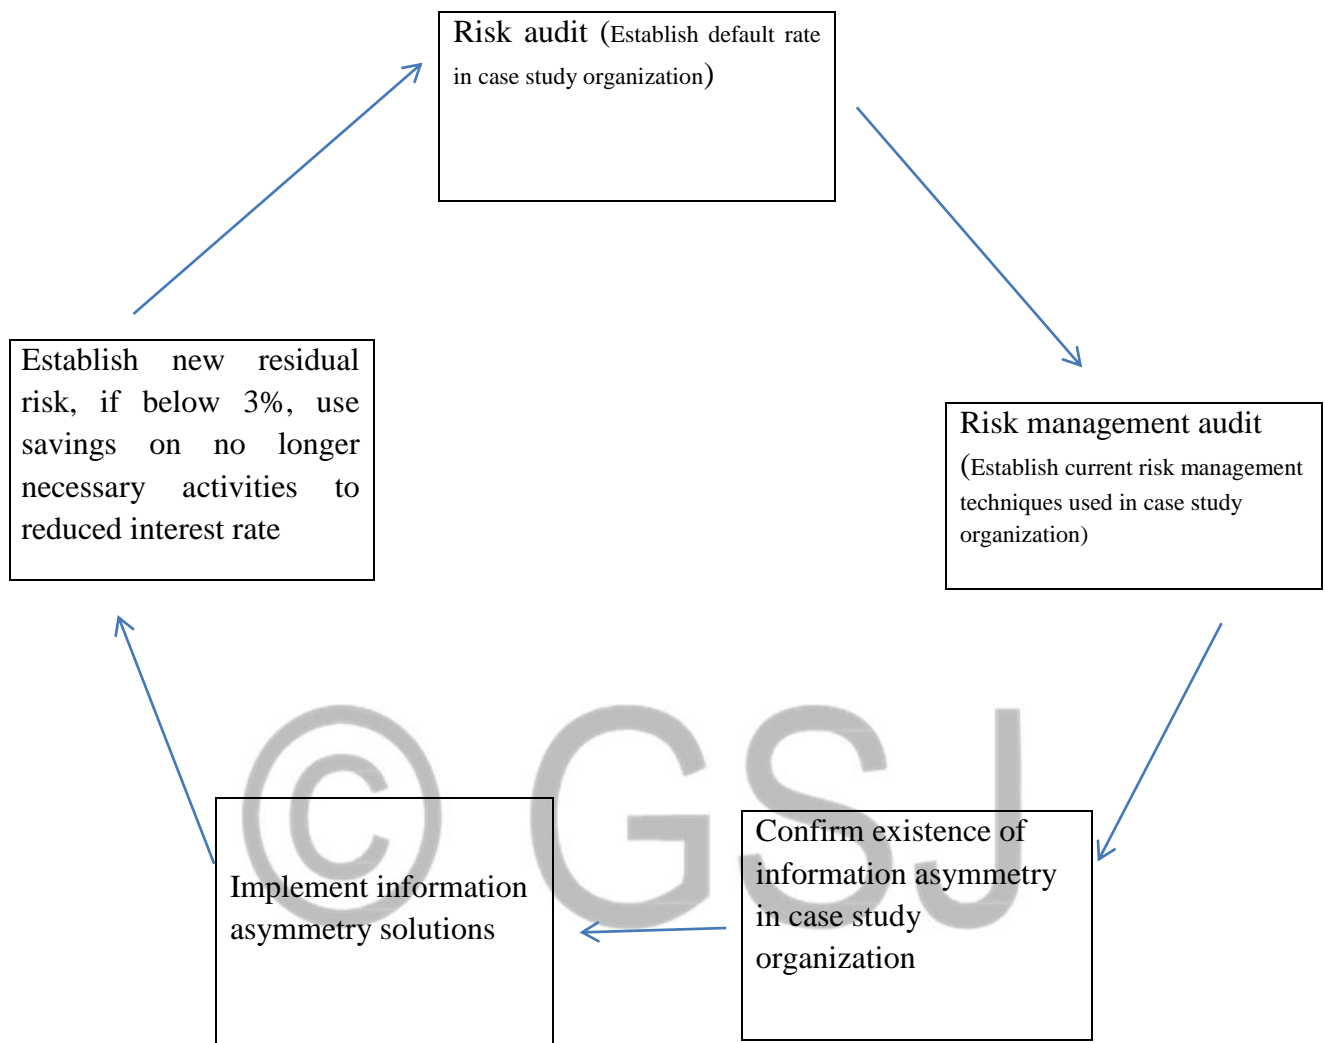 Risk audit (Establish default rate
in case study organization)
Risk management audit
(Establish current risk management
techniques used in case study
organization)
Confirm existence of
information asymmetry
in case study
organization
Implement information
asymmetry solutions
Establish new residual
risk, if below 3%, use
savings on no longer
necessary activities to
reduced interest rate
© GSJ